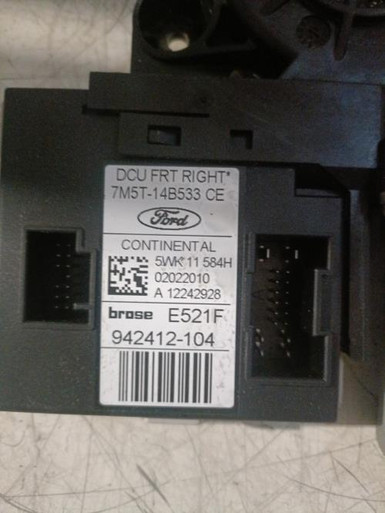 DCU FRT RIGHT*
7M5T-14B533 CE
Ford
CONTINENTAL
5WK 11 584H
02022010
A 12242928
brose E521F
942412-104